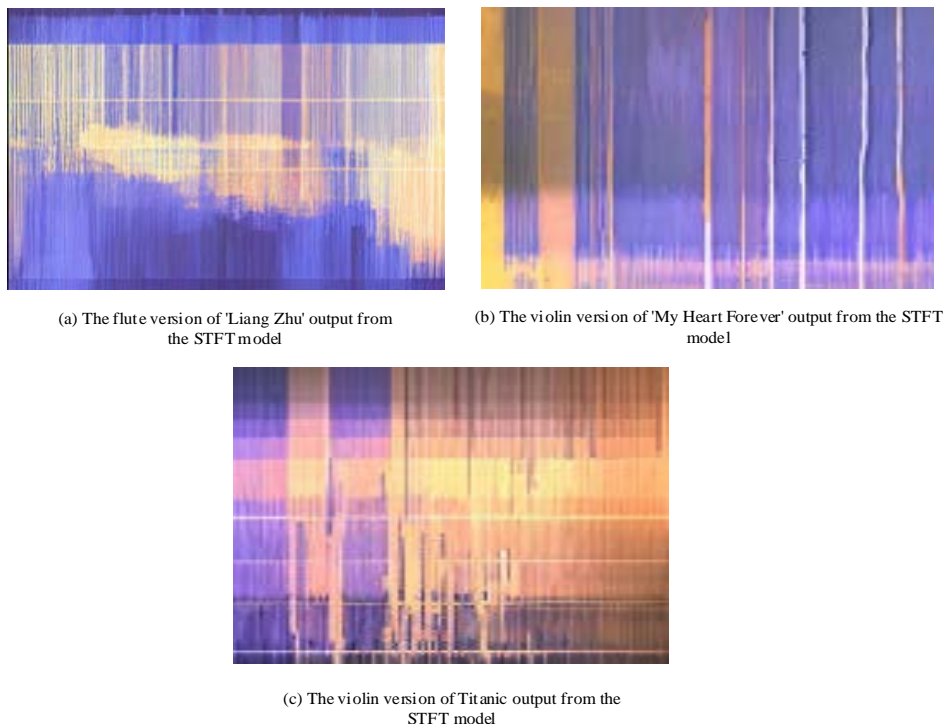 (a) The flute version of 'Liang Zhu' output from
the STFT model
(b) The violin version of 'My Heart Forever' output from the STFT
model
(c) The violin version of Titanic output from the
STFT model